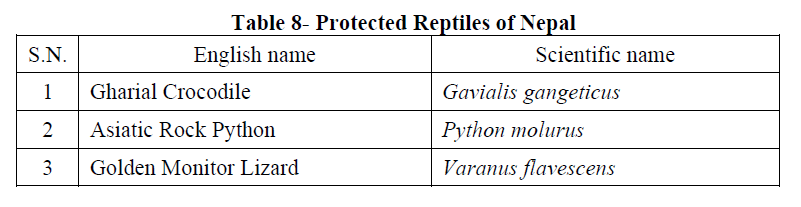 Table 8- Protected Reptiles of Nepal
S.N. English name Scientific name
1 Gharial Crocodile Gavialis gangeticus
2 Asiatic Rock Python Python molurus
3 Golden Monitor Lizard Varanus flavescens